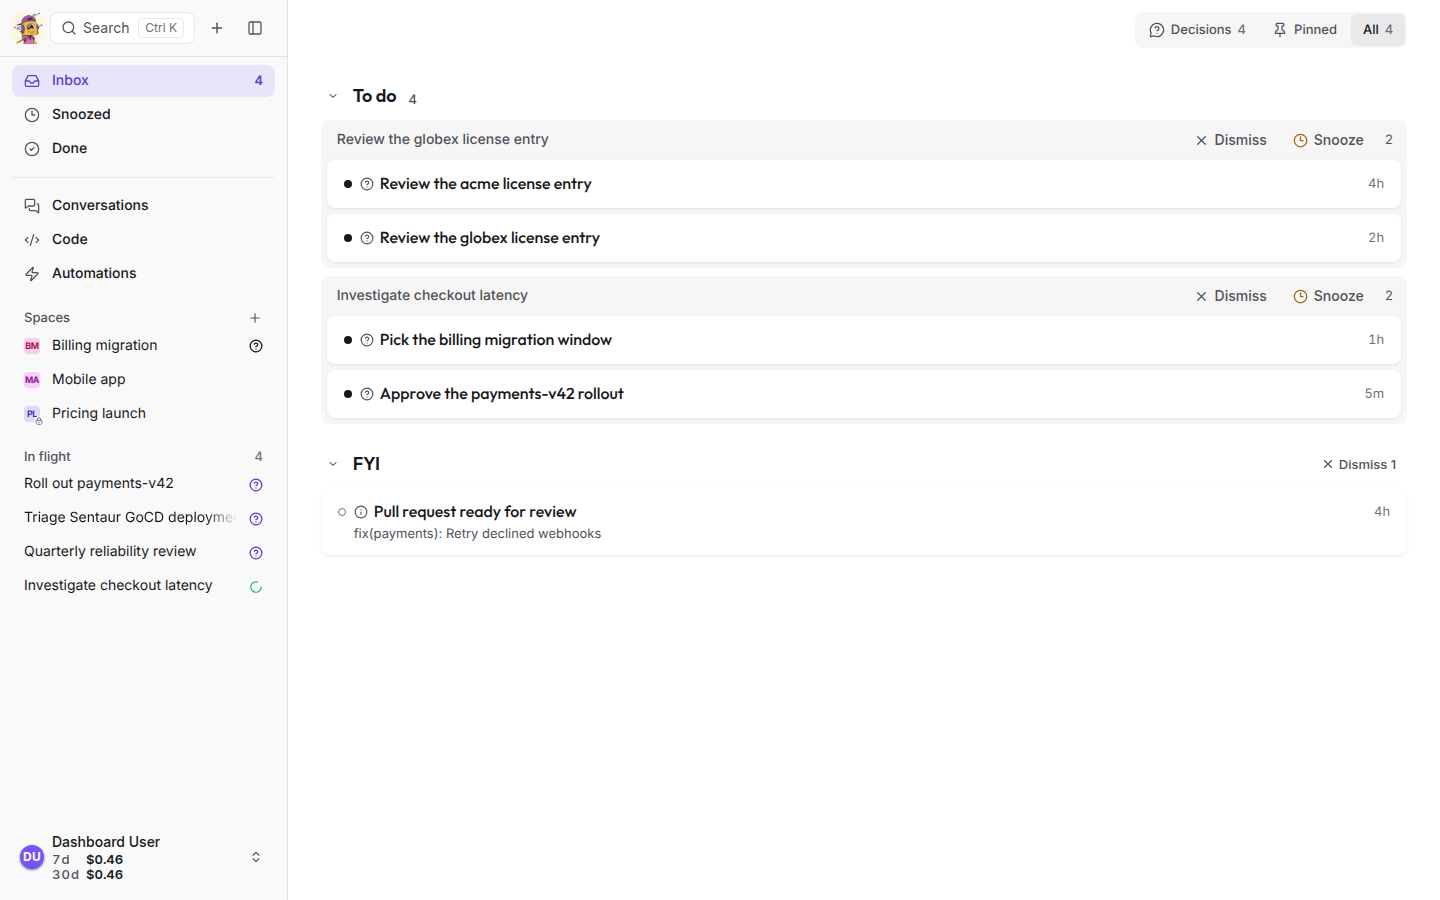 Search Ctrl K
Inbox 4
Snoozed
Done
Conversations
Code
Automations
Spaces
BM Billing migration
MA Mobile app
PL Pricing launch
In flight 4
Roll out payments-v42
Triage Sentaur GoCD deployme
Quarterly reliability review
Investigate checkout latency
DU Dashboard User
7d $0.46
30d $0.46
Decisions 4 Pinned All 4
To do 4
Review the globex license entry Dismiss Snooze 2
Review the acme license entry 4h
Review the globex license entry 2h
Investigate checkout latency Dismiss Snooze 2
Pick the billing migration window 1h
Approve the payments-v42 rollout 5m
FYI Dismiss 1
Pull request ready for review 4h
fix(payments): Retry declined webhooks